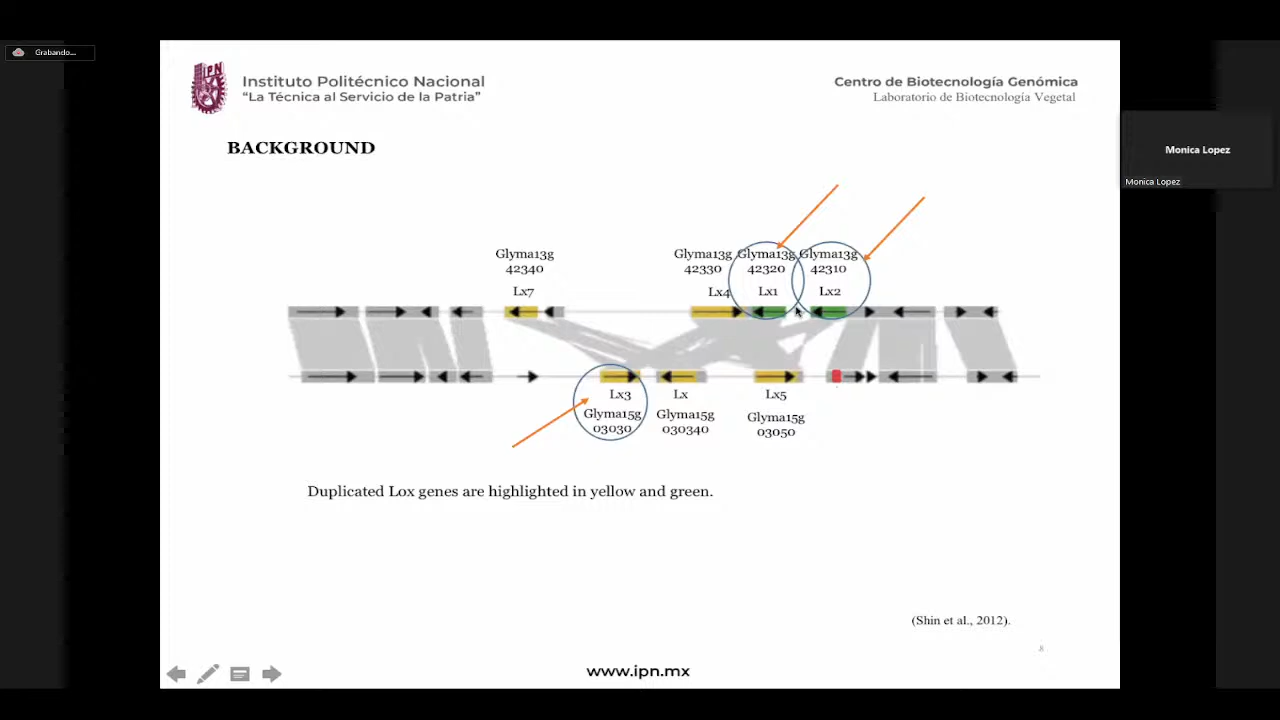 Grabando...
Instituto Politécnico Nacional
"La Técnica al Servicio de la Patria"
Centro de Biotecnología Genómica
Laboratorio de Biotecnología Vegetal
Monica Lopez
Monica Lopez
BACKGROUND
Glyma13g
42340
Lx7
Glyma13g
42330
Lx4
Glyma13g
42320
Lx1
Glyma13g
42310
Lx2
Lx3
Glyma15g
03030
Lx
Glyma15g
030340
Lx5
Glyma15g
03050
Duplicated Lox genes are highlighted in yellow and green.
(Shin et al., 2012).
8
www.ipn.mx
IPN